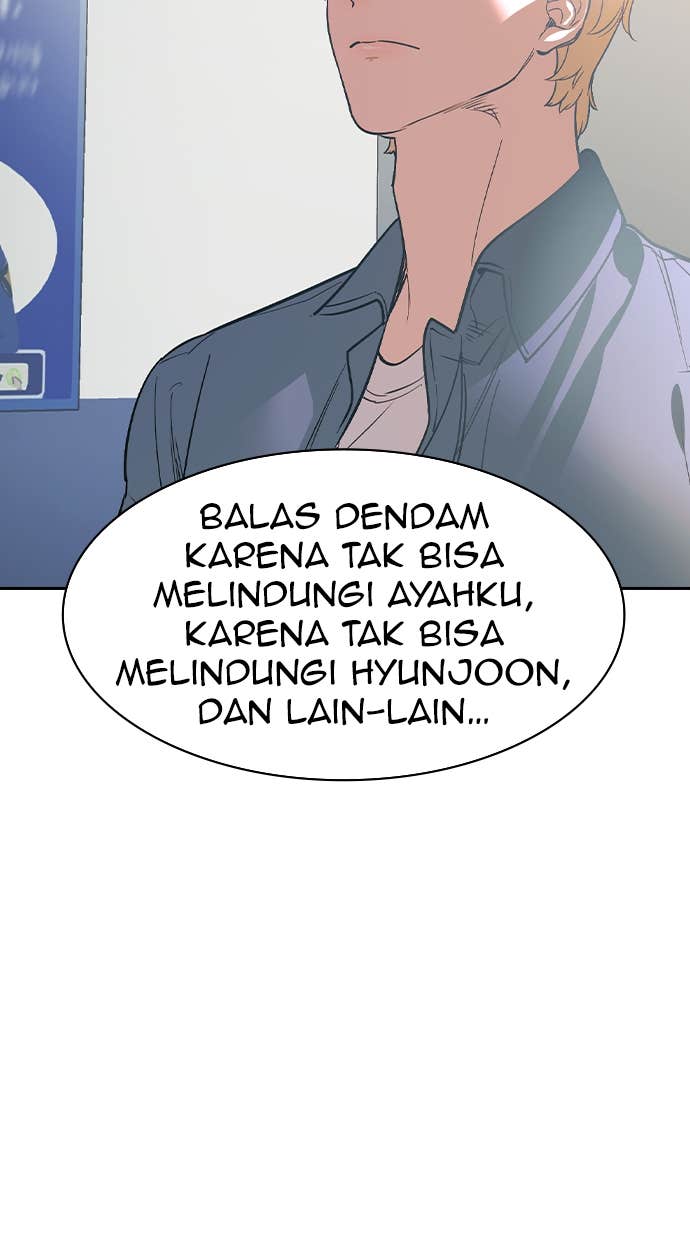 BALAS DENDAM
KARENA TAK BISA
MELINDUNGI AYAHKU,
KARENA TAK BISA
MELINDUNGI HYUNJOON,
DAN LAIN-LAIN...